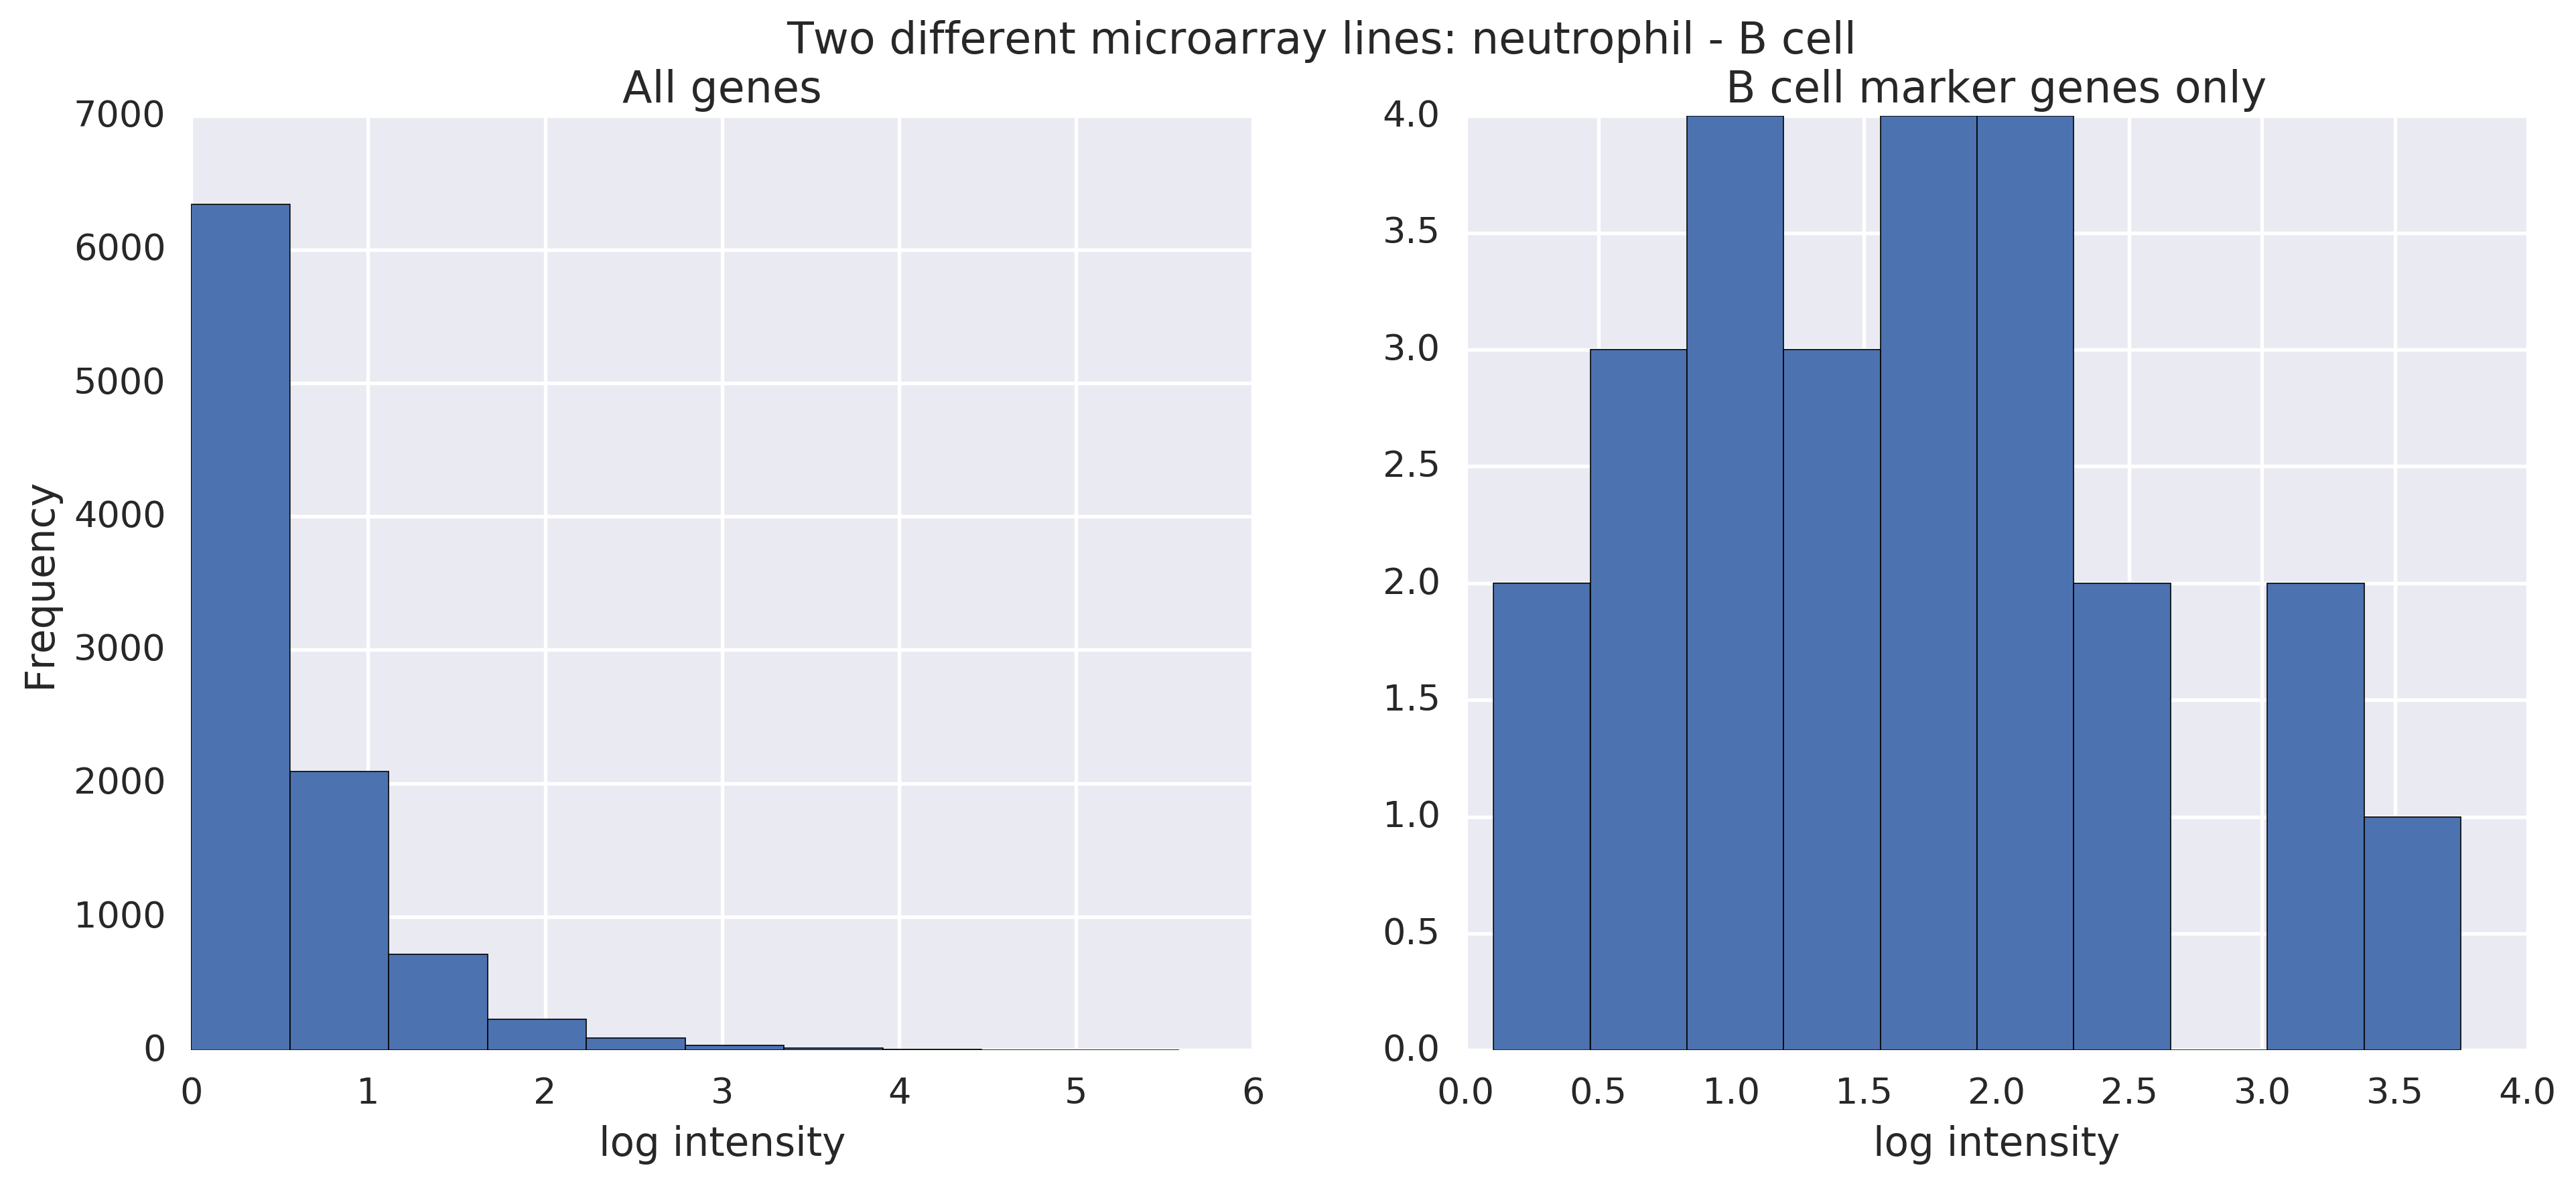 Two different microarray lines: neutrophil - B cell
All genes
7000
6000
5000
4000
3000
2000
1000
0
Frequency
0 1 2 3 4 5 6
log intensity
B cell marker genes only
4.0
3.5
3.0
2.5
2.0
1.5
1.0
0.5
0.0
0.0 0.5 1.0 1.5 2.0 2.5 3.0 3.5 4.0
log intensity